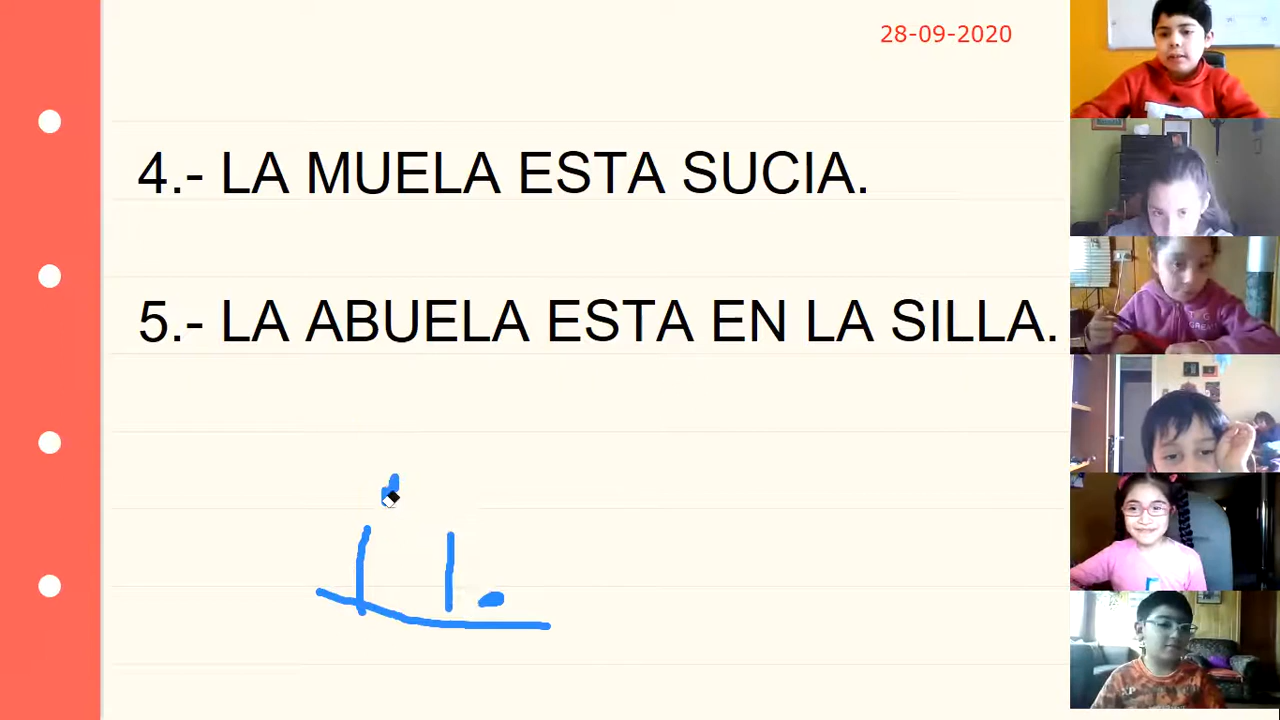 28-09-2020
4.- LA MUELA ESTA SUCIA.
5.- LA ABUELA ESTA EN LA SILLA.